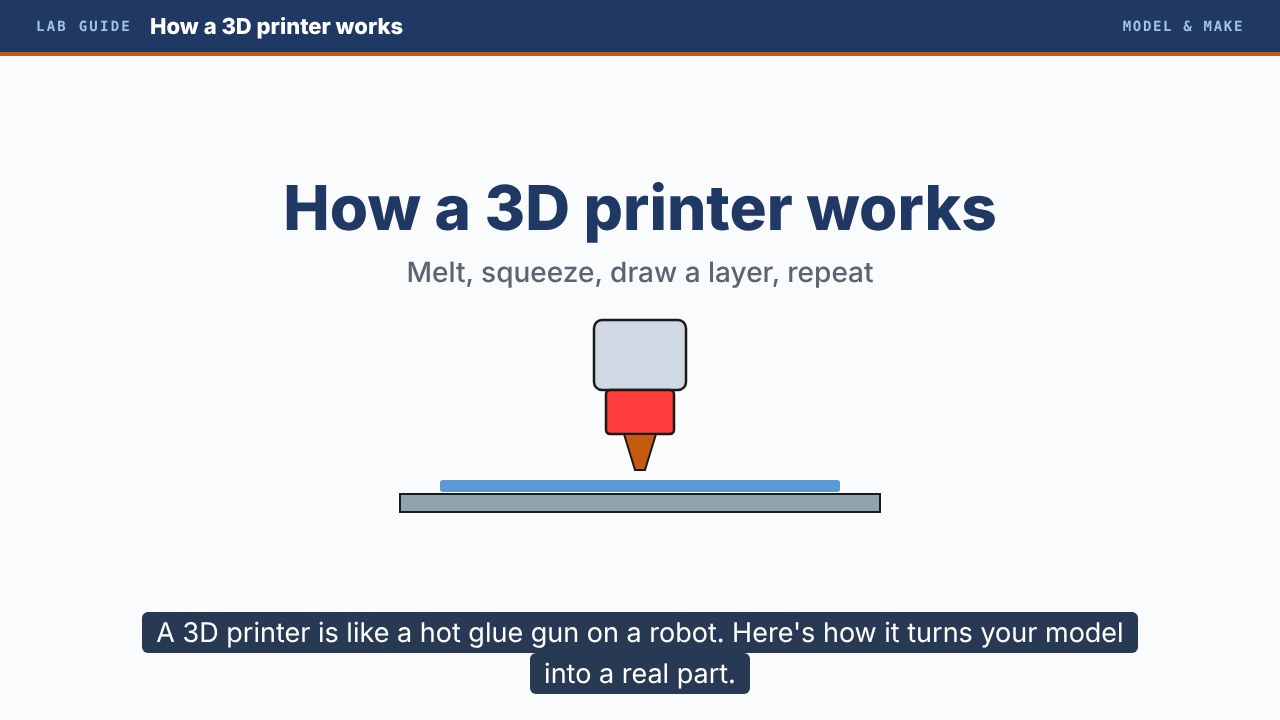 LAB GUIDE How a 3D printer works MODEL & MAKE
How a 3D printer works
Melt, squeeze, draw a layer, repeat
A 3D printer is like a hot glue gun on a robot. Here's how it turns your model
into a real part.